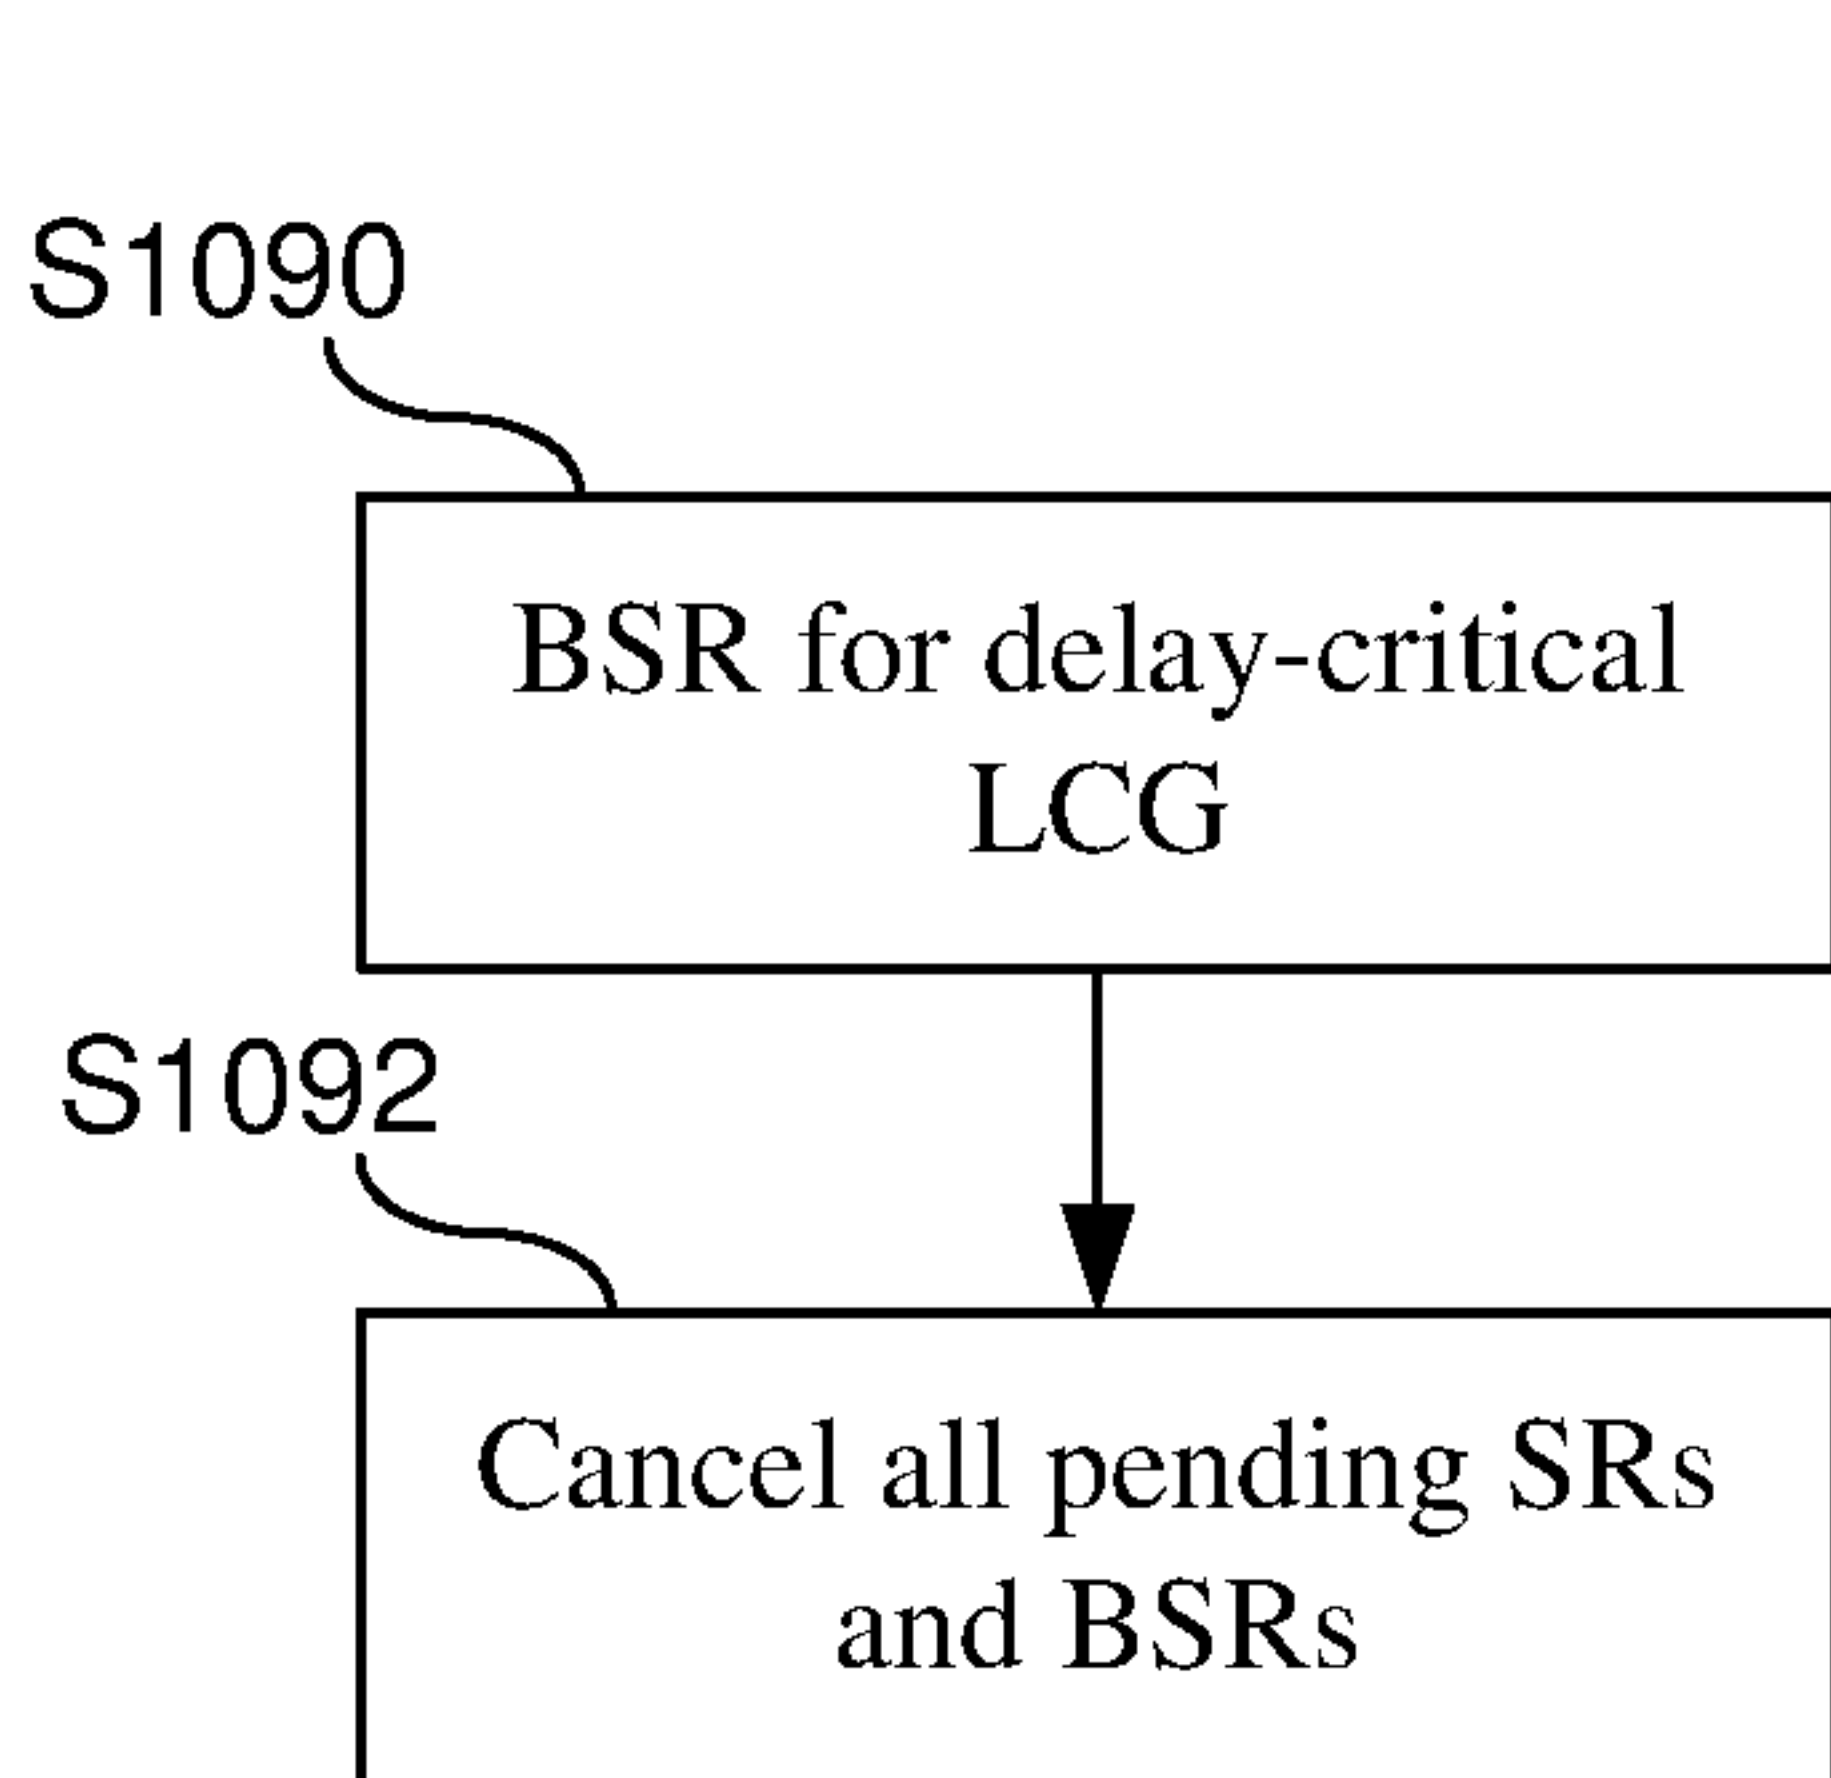 S1090
BSR for delay-critical
LCG
S1092
Cancel all pending SRs
and BSRs